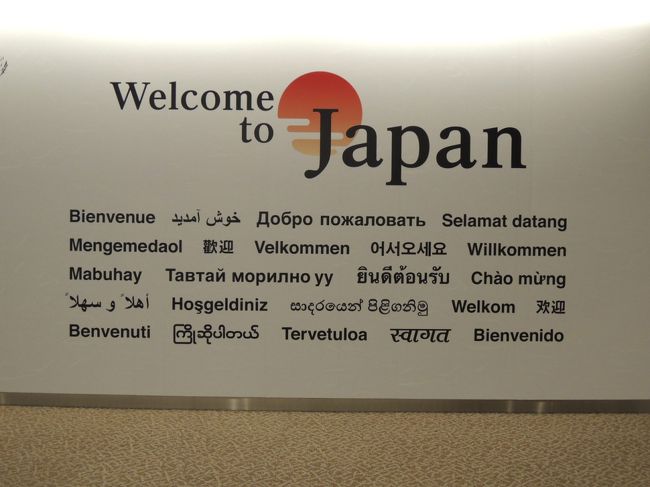 Welcome
to Japan
Bienvenue خوش آمدید Добро пожаловать Selamat datang
Mengemedaol 歡迎 Velkommen 어서오세요 Willkommen
Mabuhay Тавтай морилно уу ยินดีต้อนรับ Chào mừng
أهلاً و سهلاً Hoşgeldiniz සාදරයෙන් පිළිගනිමු Welkom 欢迎
Benvenuti ကြိုဆိုပါတယ် Tervetuloa स्वागत Bienvenido